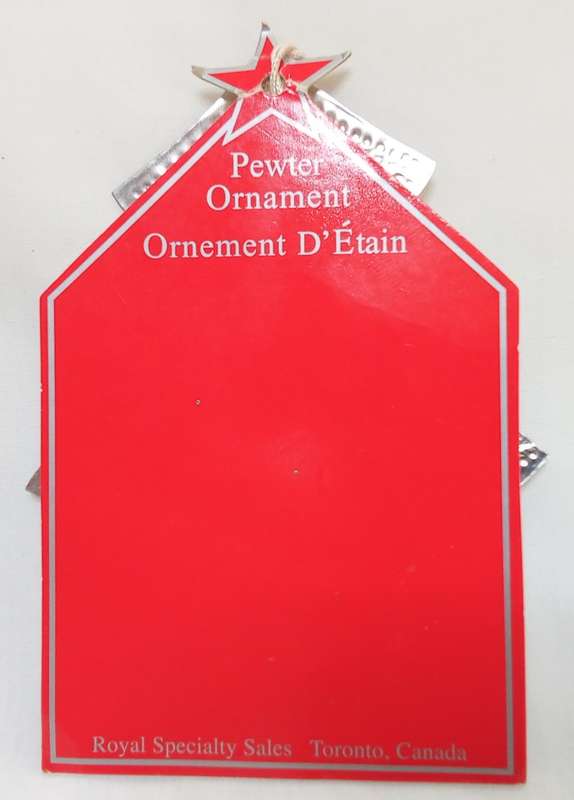 Pewter
Ornament
Ornement D'Étain
Royal Specialty Sales Toronto, Canada